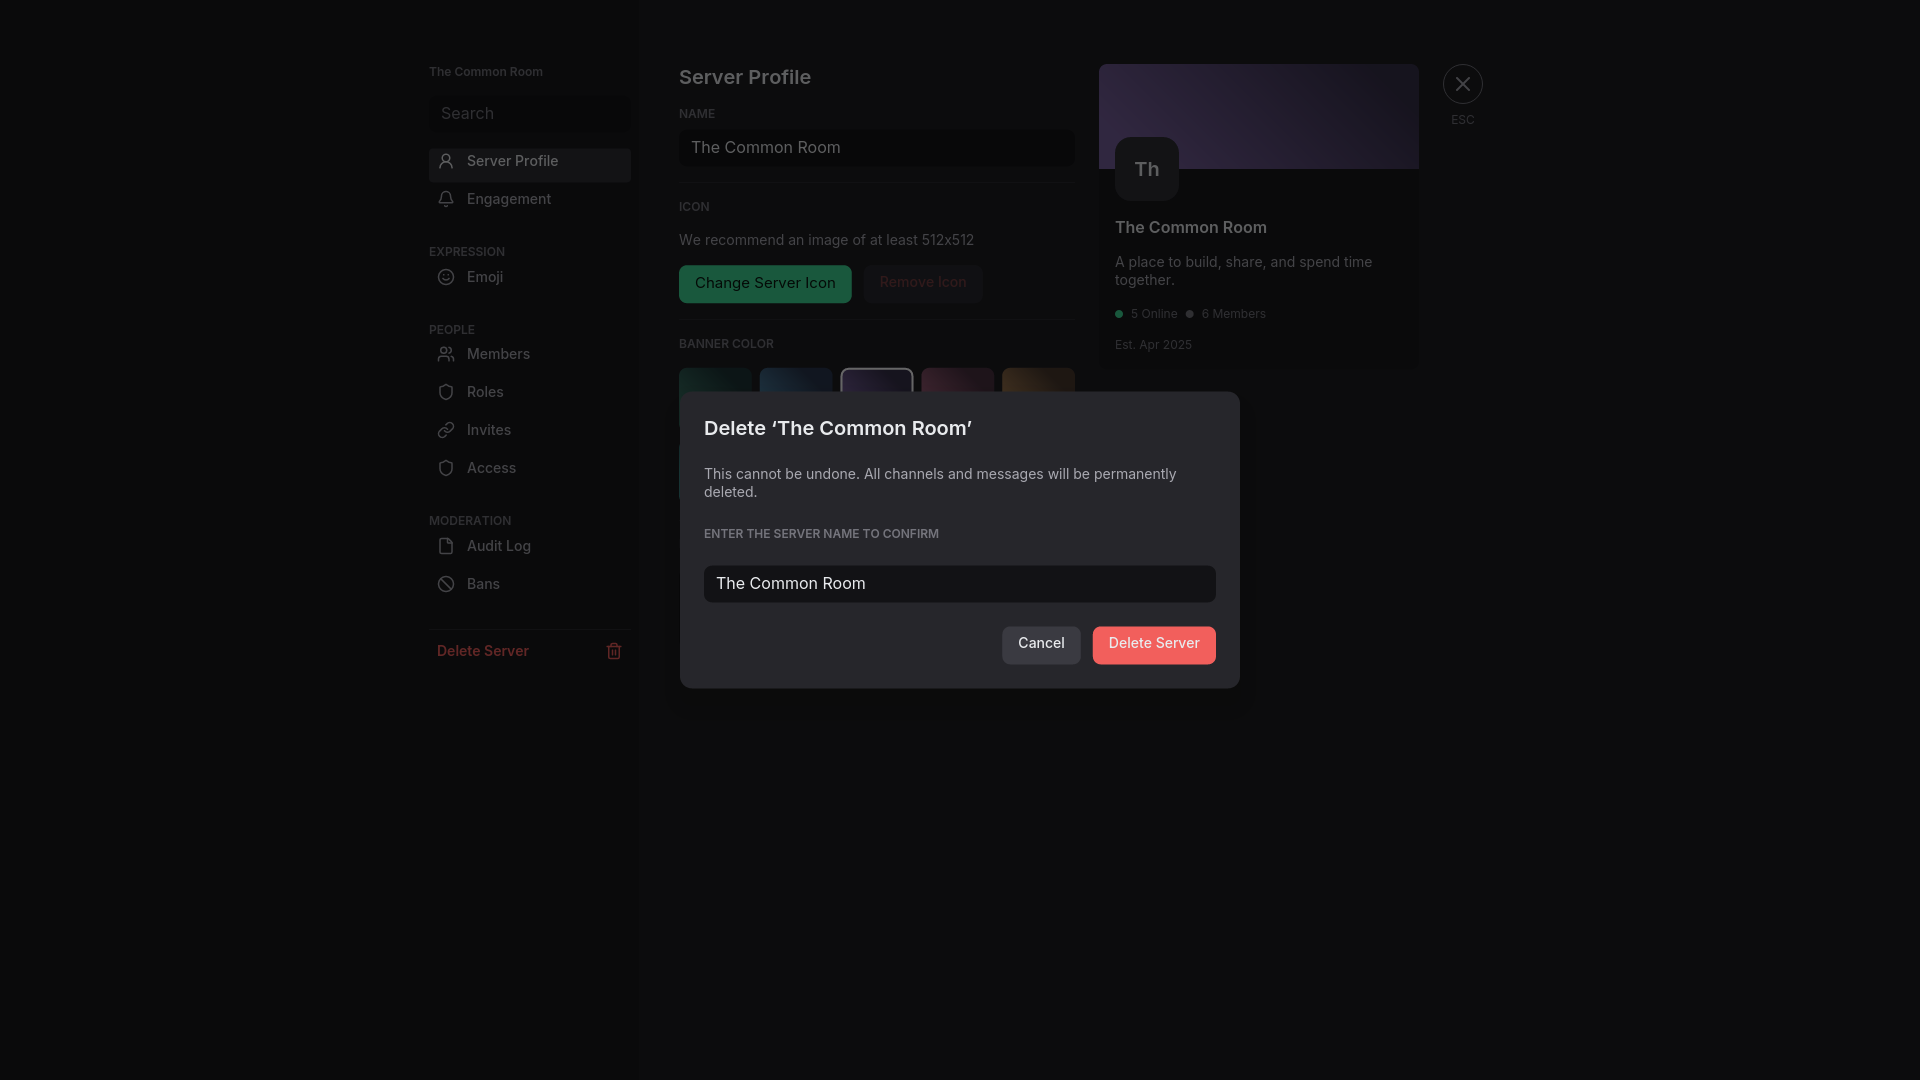 The Common Room
Search
Server Profile
Engagement
EXPRESSION
Emoji
PEOPLE
Members
Roles
Invites
Access
MODERATION
Audit Log
Bans
Delete Server
Server Profile
NAME
The Common Room
ICON
We recommend an image of at least 512x512
Change Server Icon
Remove Icon
BANNER COLOR
Th
The Common Room
A place to build, share, and spend time
together.
5 Online
6 Members
Est. Apr 2025
ESC
Delete ‘The Common Room’
This cannot be undone. All channels and messages will be permanently
deleted.
ENTER THE SERVER NAME TO CONFIRM
The Common Room
Cancel
Delete Server